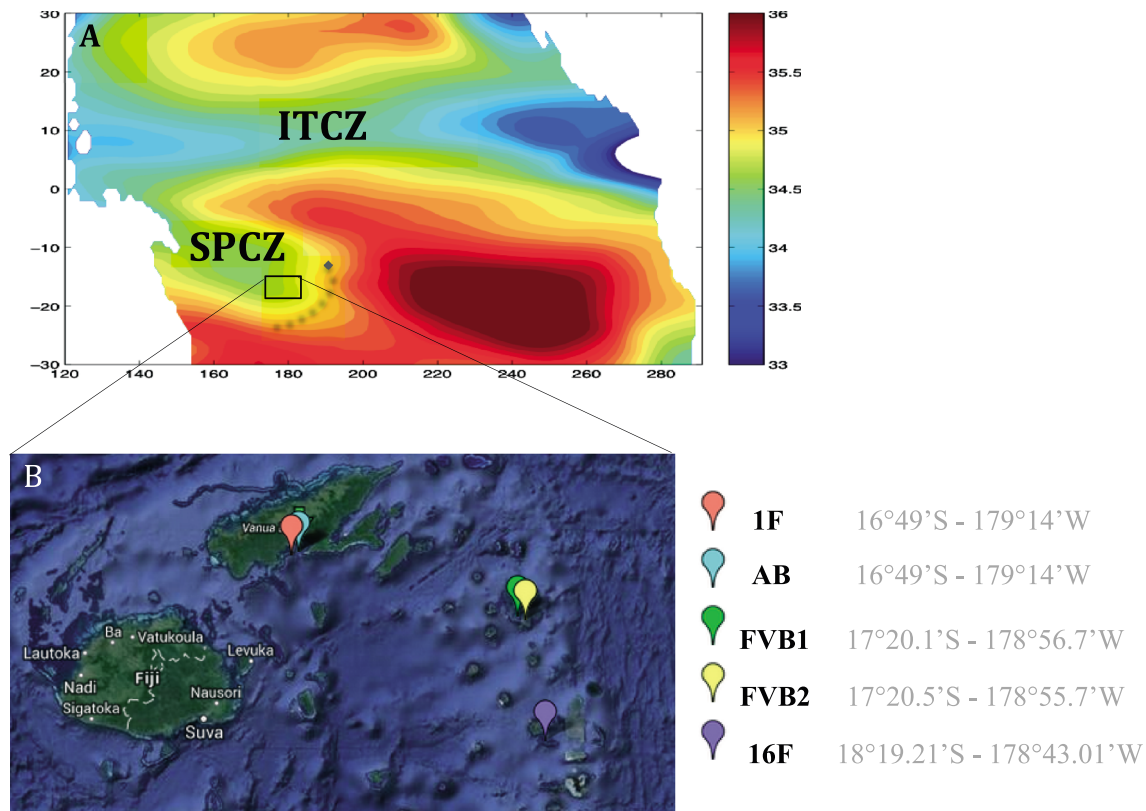 A
30
20
10
0
−10
−20
−30
120
140
160
180
200
220
240
260
280
ITCZ
SPCZ
36
35.5
35
34.5
34
33.5
33
B
Vanua
Ba
Vatukoula
Lautoka
Levuka
Fiji
Nadi
Nausori
Sigatoka
Suva
1F 16°49’S - 179°14’W
AB 16°49’S - 179°14’W
FVB1 17°20.1’S - 178°56.7’W
FVB2 17°20.5’S - 178°55.7’W
16F 18°19.21’S - 178°43.01’W